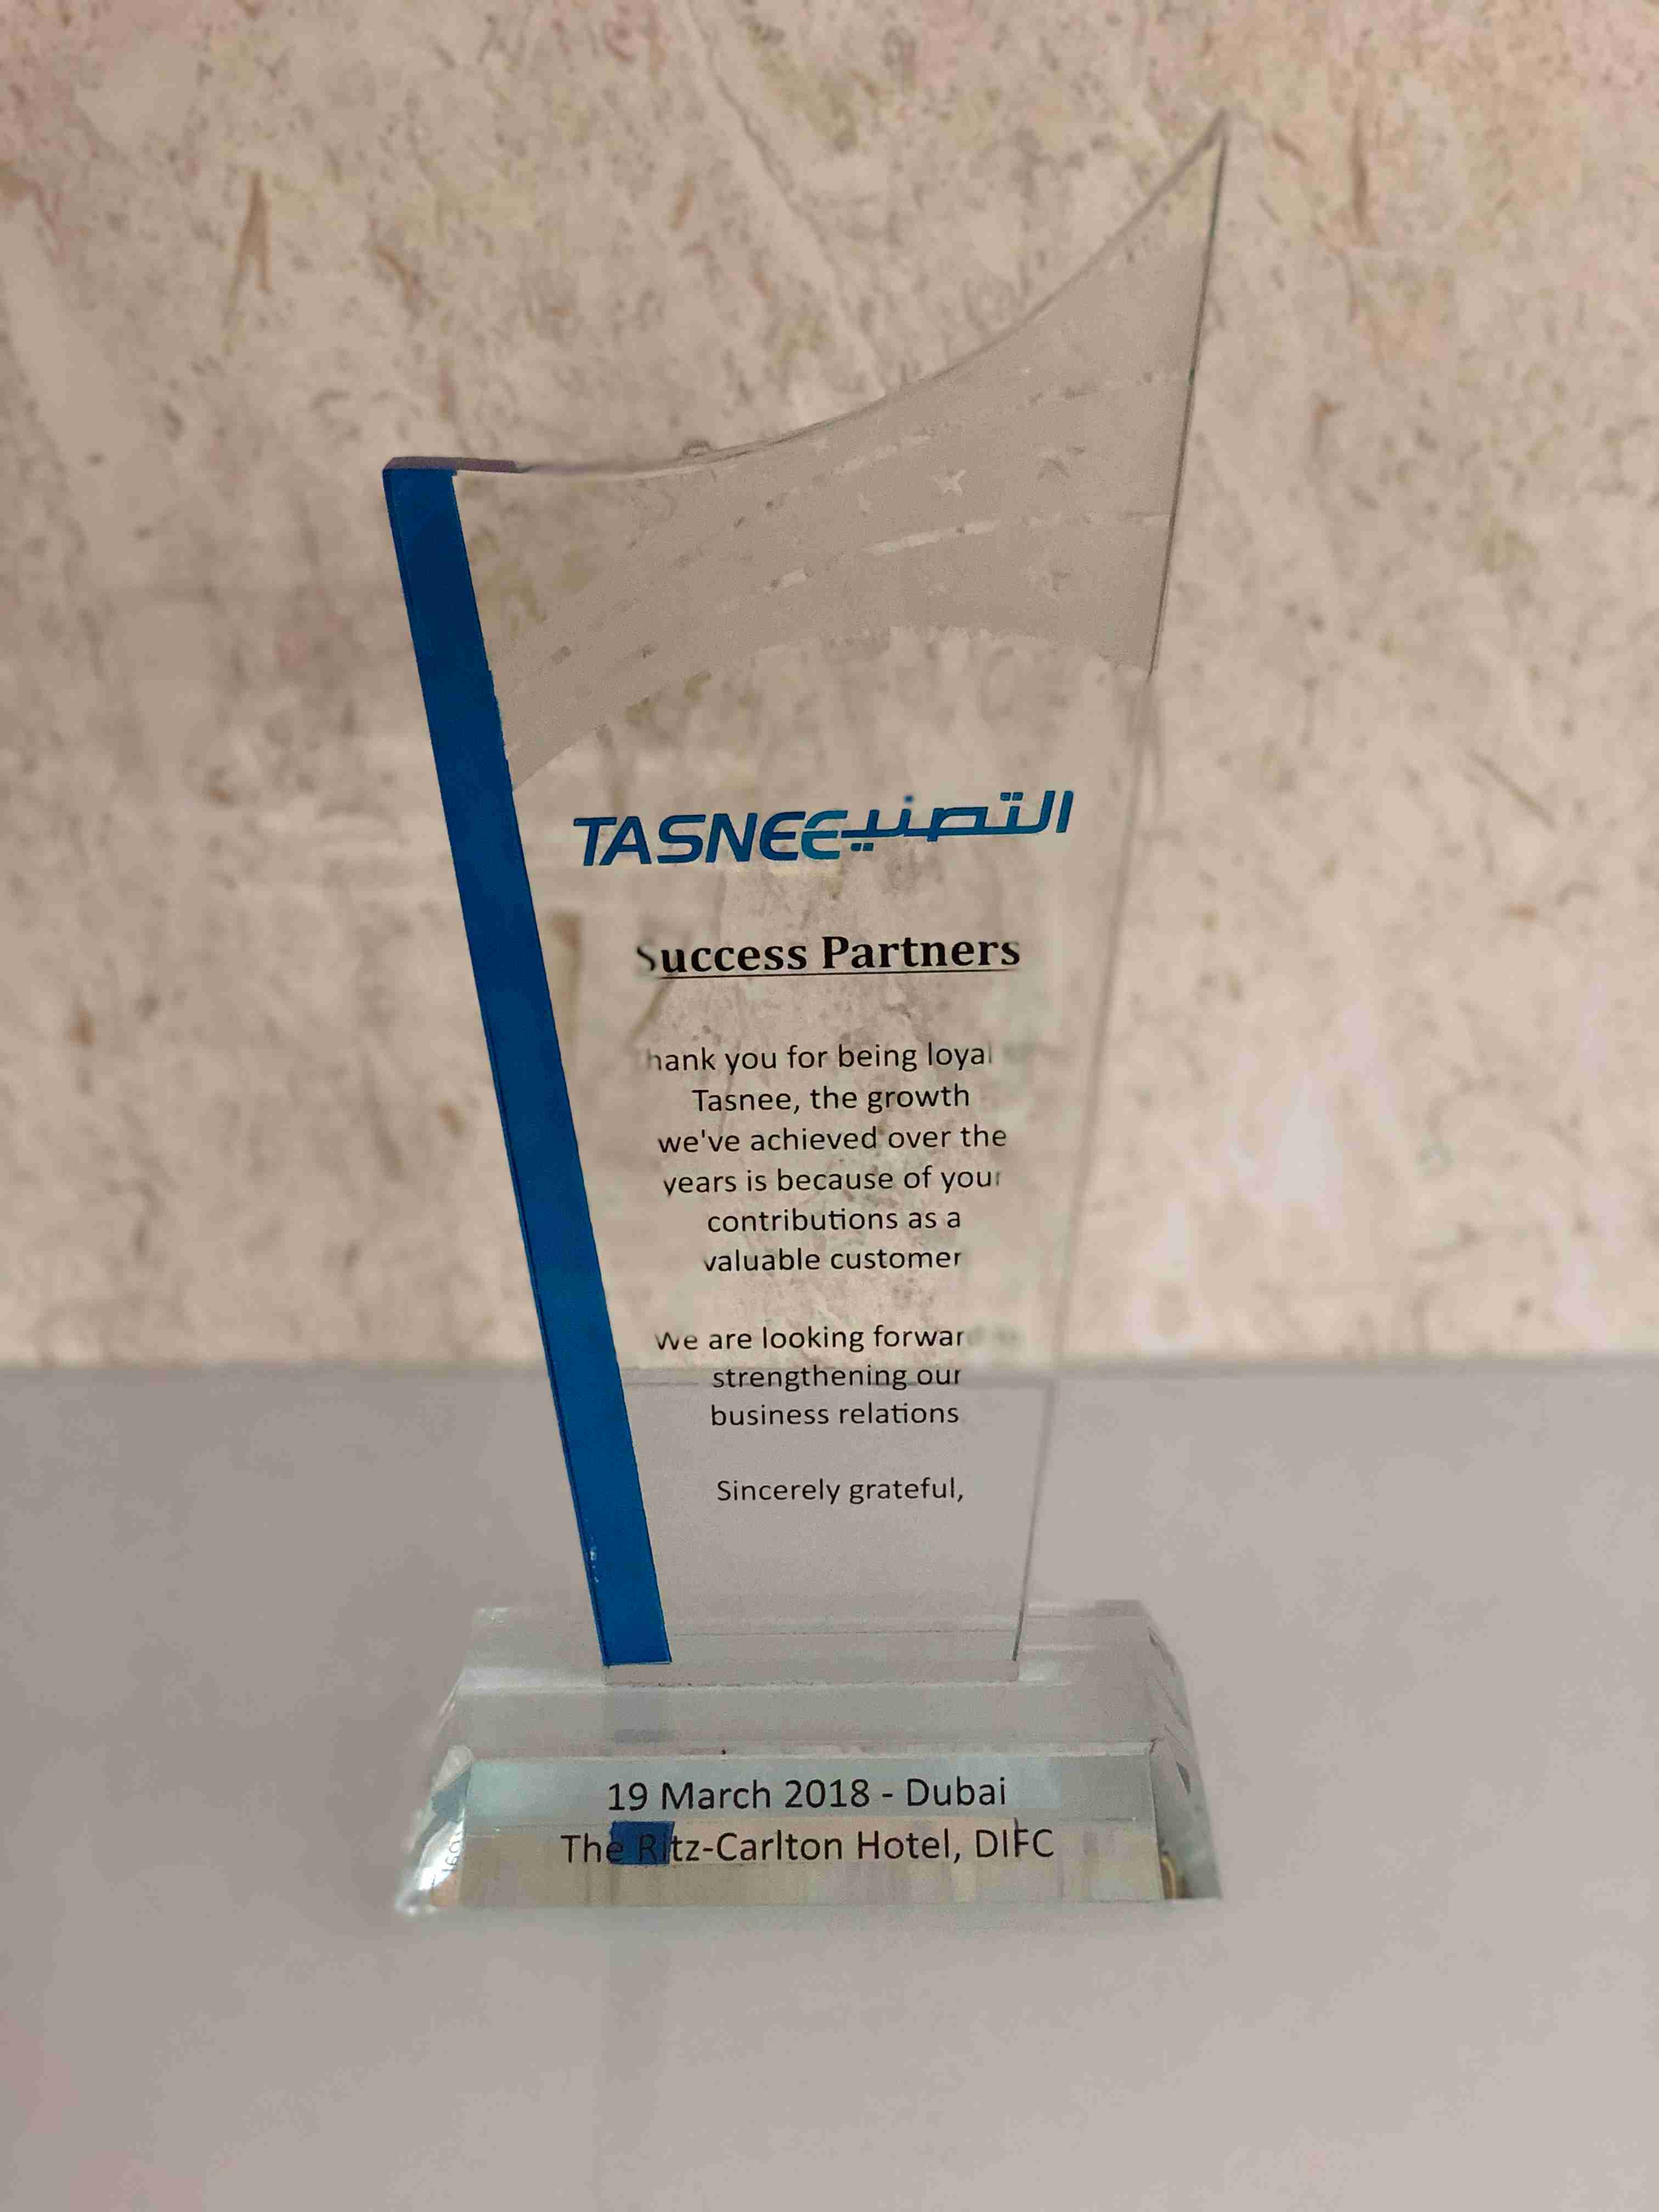 TASNEE التصنيع
Success Partners
Thank you for being loyal
Tasnee, the growth
we've achieved over the
years is because of your
contributions as a
valuable customer
We are looking forward
strengthening our
business relations
Sincerely grateful,
19 March 2018 - Dubai
The Ritz-Carlton Hotel, DIFC